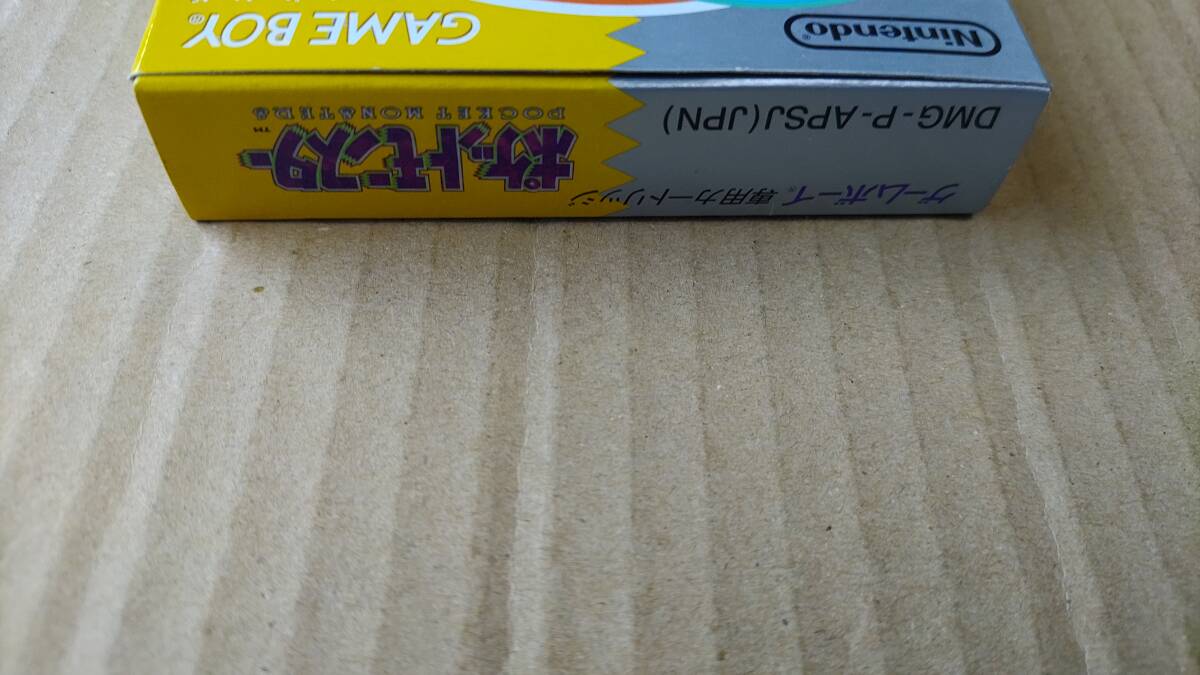 ゲームボーイ®専用カートリッジ
DMG-P-APSJ(JPN)
ポケットモンスター
POCKET MONSTERS
TM
Nintendo®
GAME BOY®